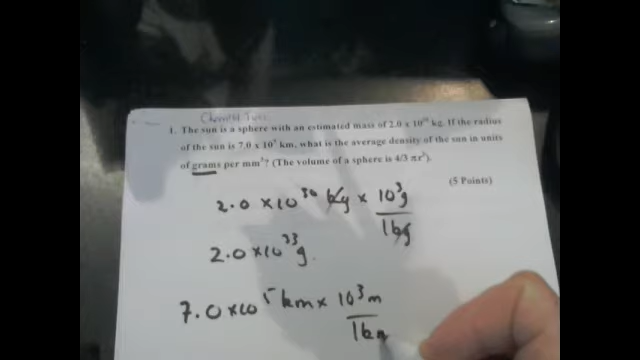 1. The sun is a sphere with an estimated mass of 2.0 x 10³⁰ kg. If the radius
of the sun is 7.0 x 10⁵ km, what is the average density of the sun in units
of grams per mm³? (The volume of a sphere is 4/3 πr³).
(5 Points)
2.0 × 10³⁰ kg × 10³g / 1kg
2.0 × 10³³ g.
7.0 × 10⁵ km × 10³m / 1km